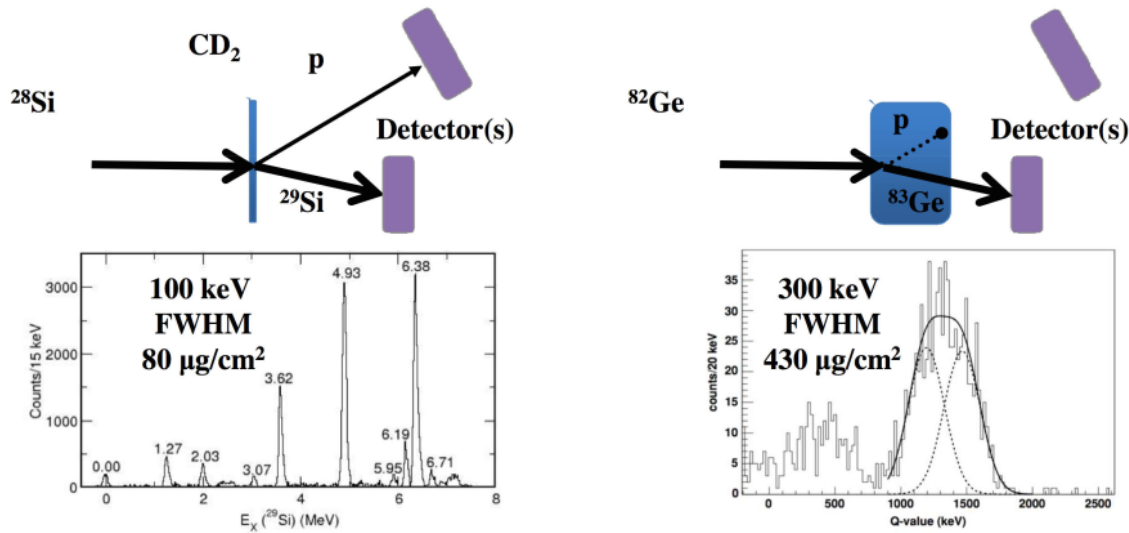 CD₂
p
²⁸Si
Detector(s)
²⁹Si
⁸²Ge
p
Detector(s)
⁸³Ge
100 keV
FWHM
80 μg/cm²
Counts/15 keV
3000
2000
1000
0
0.00
1.27
2.03
3.07
3.62
4.93
5.95
6.19
6.38
6.71
0
2
4
6
8
Eₓ (²⁹Si) (MeV)
300 keV
FWHM
430 μg/cm²
counts/20 keV
35
30
25
20
15
10
5
0
0
500
1000
1500
2000
2500
Q-value (keV)